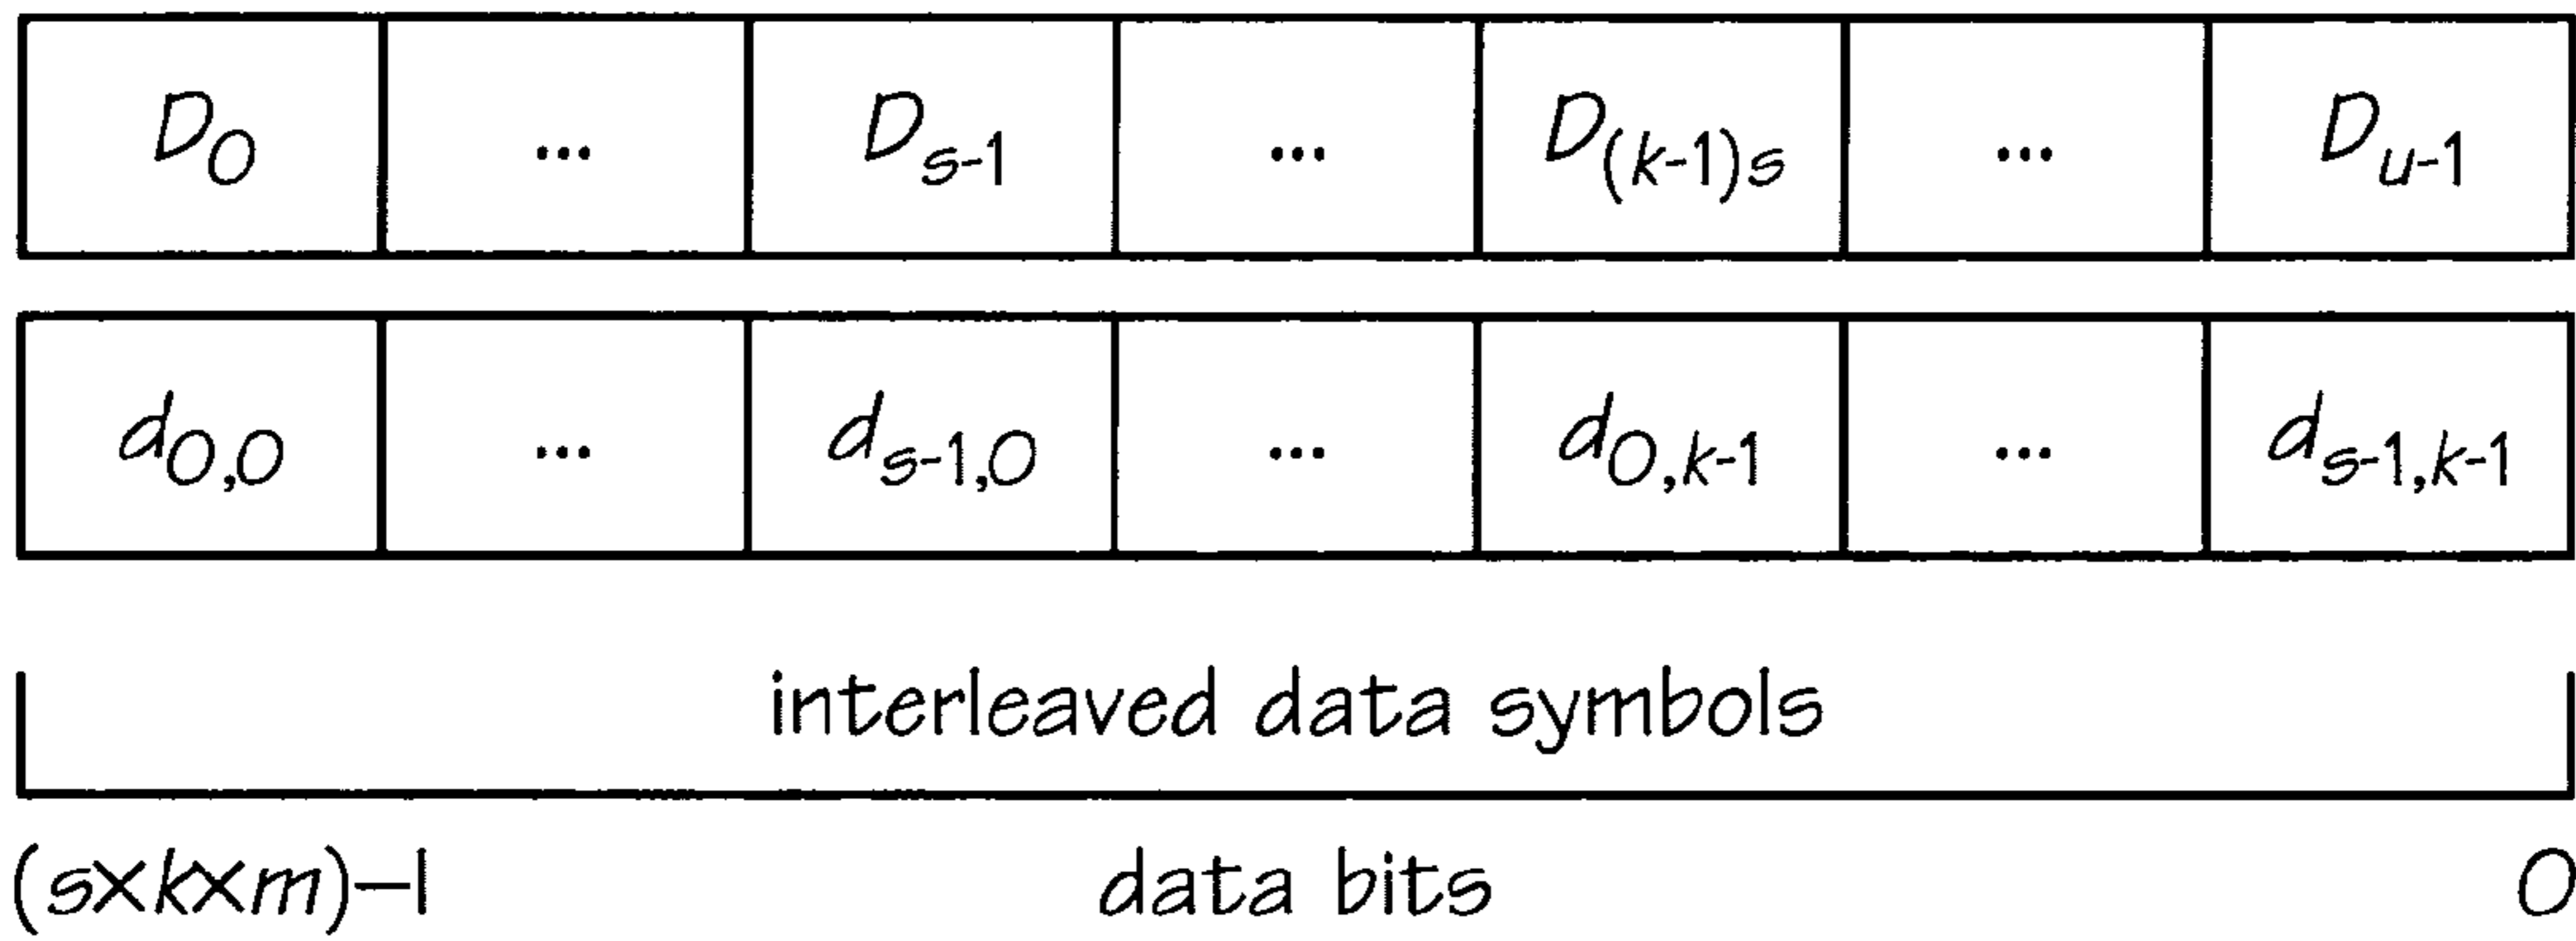 D0 ... Ds-1 ... D(k-1)s ... Du-1
d0,0 ... ds-1,0 ... d0,k-1 ... ds-1,k-1
interleaved data symbols
(s×k×m)–1 data bits 0